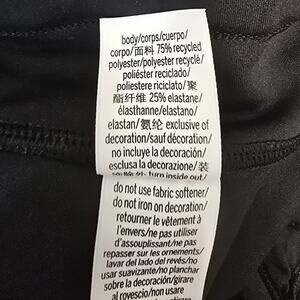 body/corps/cuerpo/
corpo/面料 75% recycled
polyester/polyester recyclé/
poliéster reciclado/
poliestere riciclato/聚
酯纤维 25% elastane/
élasthanne/elastano/
elastan/氨纶 exclusive of
decoration/sauf décoration/
no incluye la decoración/
esclusa la decorazione/装
turn inside out/
do not use fabric softener/
do not iron on decoration/
retourner le vêtement à
l'envers/ne pas utiliser
d'assouplissant/ne pas
repasser sur les ornements/
lavar del lado del revés/no
usar suavizante/no planchar
sobre la decoración/girare
al rovescio/non usare